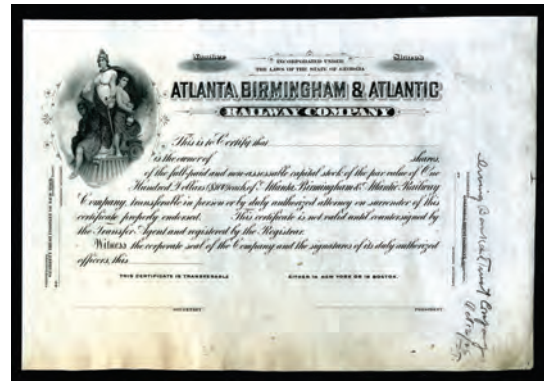 Number
Shares
INCORPORATED UNDER
THE LAWS OF THE STATE OF GEORGIA
ATLANTA, BIRMINGHAM & ATLANTIC
RAILWAY COMPANY
This is to Certify that
is the owner of shares,
of the full-paid and non-assessable capital stock of the par value of One
Hundred Dollars ($100) each of Atlanta, Birmingham & Atlantic Railway
Company, transferable in person or by duly authorized attorney on surrender of this
certificate properly endorsed. This certificate is not valid until countersigned by
the Transfer Agent and registered by the Registrar.
Witness the corporate seal of the Company and the signatures of its duly authorized
officers, this
THIS CERTIFICATE IS TRANSFERABLE EITHER IN NEW YORK OR IN BOSTON.
SECRETARY
PRESIDENT
Trust Company